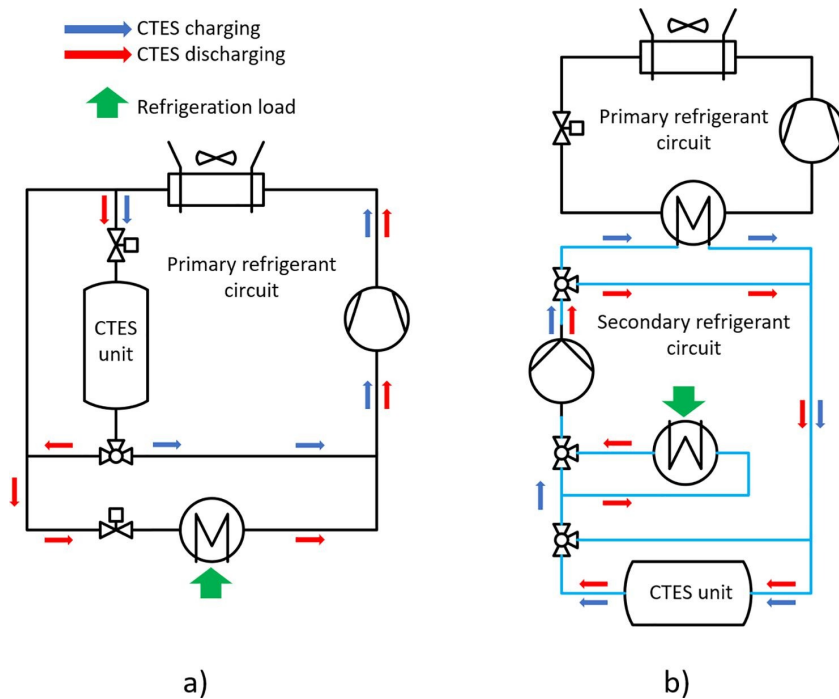 CTES charging
CTES discharging
Refrigeration load
Primary refrigerant
circuit
CTES
unit
a)
Primary refrigerant
circuit
Secondary refrigerant
circuit
CTES unit
b)